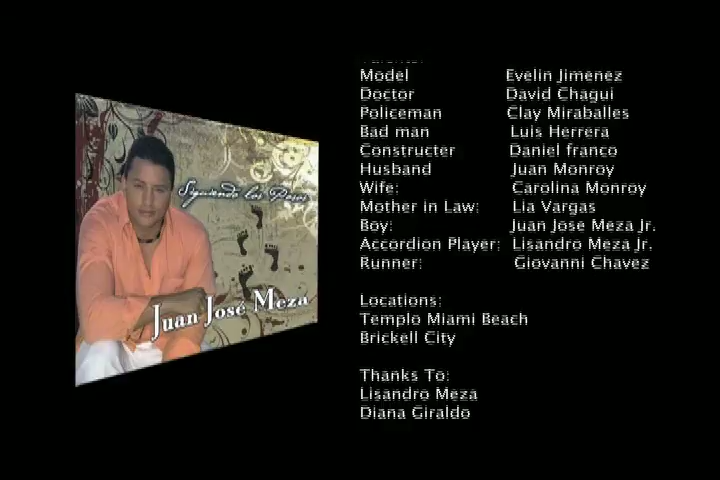 Siguiendo los Pasos
Juan José Meza
Model Evelin Jimenez
Doctor David Chagui
Policeman Clay Miraballes
Bad man Luis Herrera
Constructer Daniel franco
Husband Juan Monroy
Wife: Carolina Monroy
Mother in Law: Lia Vargas
Boy: Juan Jose Meza Jr.
Accordion Player: Lisandro Meza Jr.
Runner: Giovanni Chavez
Locations:
Templo Miami Beach
Brickell City
Thanks To:
Lisandro Meza
Diana Giraldo